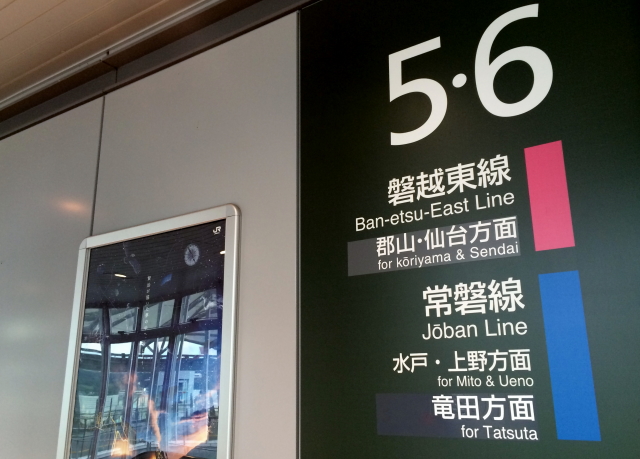 5・6
磐越東線
Ban-etsu-East Line
郡山・仙台方面
for kōriyama & Sendai
常磐線
Jōban Line
水戸・上野方面
for Mito & Ueno
竜田方面
for Tatsuta
JR